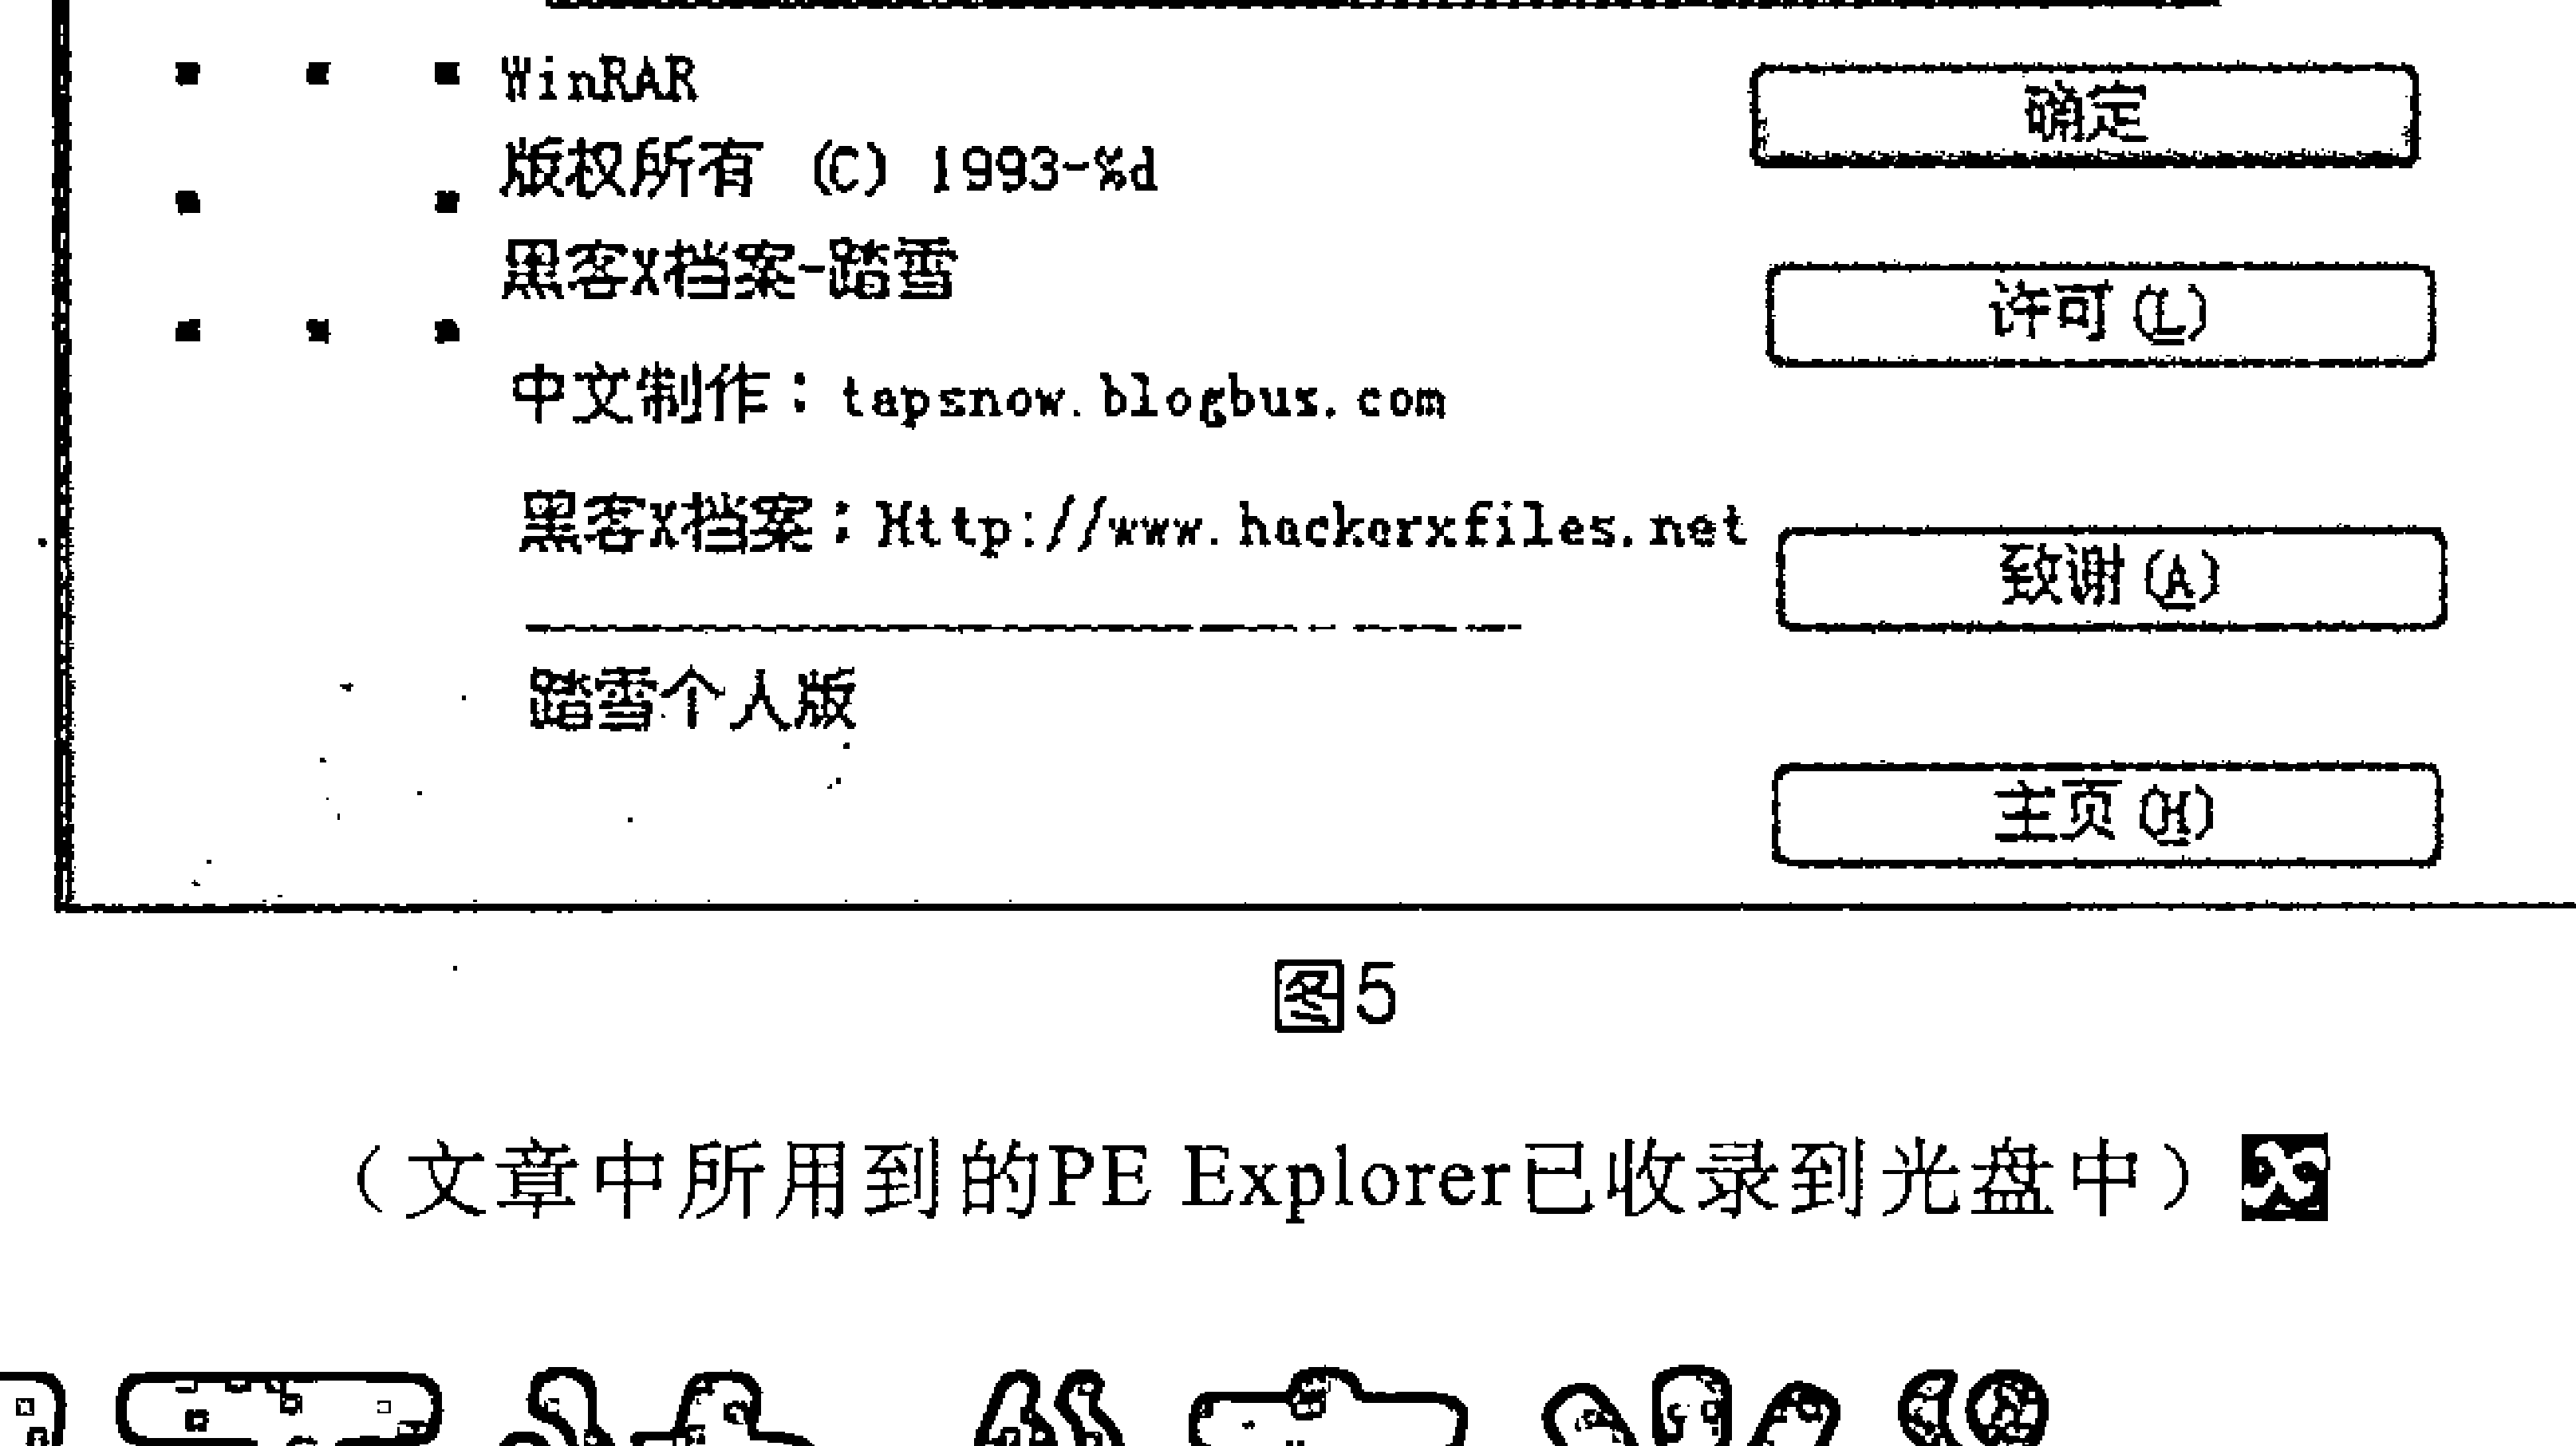 WinRAR
版权所有 (C) 1993-%d
黑客X档案-踏雪
中文制作：tapsnow.blogbus.com
黑客X档案：Http://www.hackerxfiles.net
踏雪个人版
确定
许可(L)
致谢(A)
主页(H)
图5
（文章中所用到的PE Explorer已收录到光盘中）